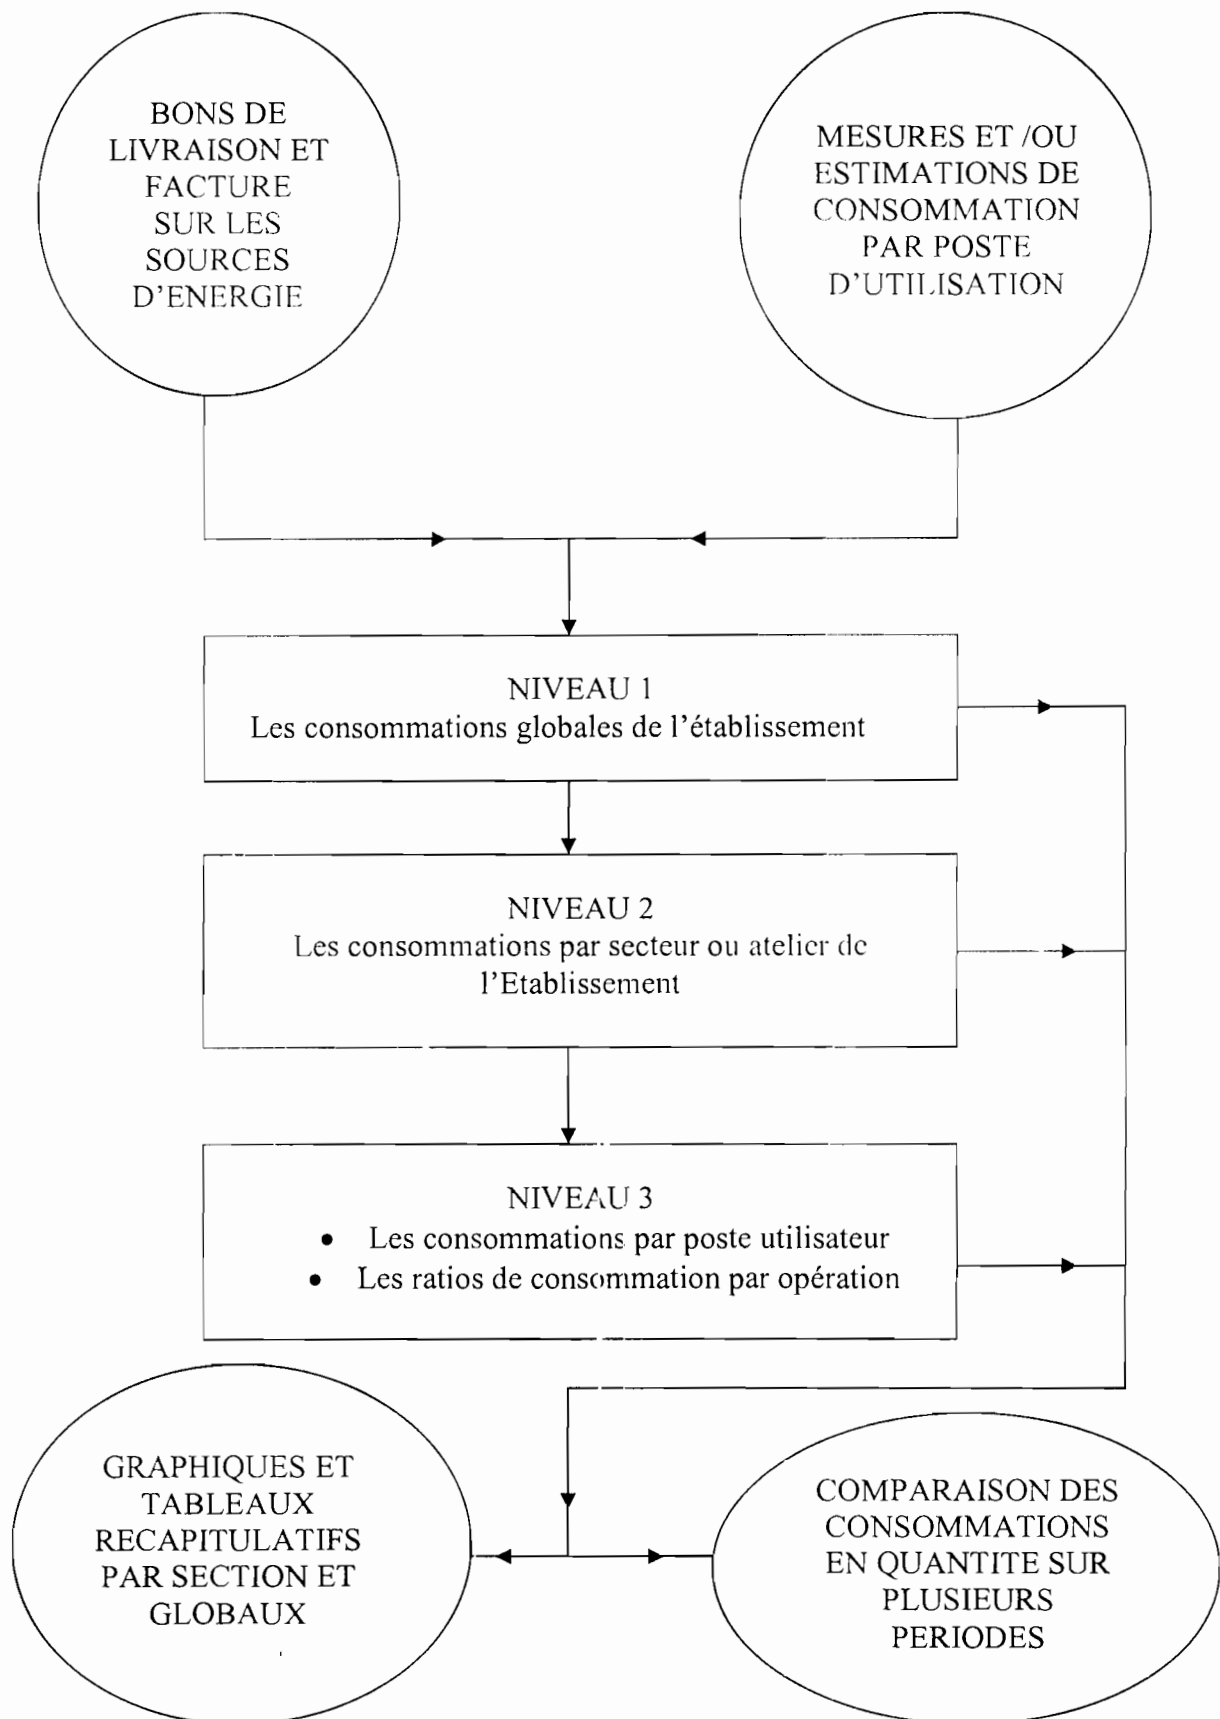 BONS DE
LIVRAISON ET
FACTURE
SUR LES
SOURCES
D'ENERGIE
MESURES ET /OU
ESTIMATIONS DE
CONSOMMATION
PAR POSTE
D'UTILISATION
NIVEAU 1
Les consommations globales de l'établissement
NIVEAU 2
Les consommations par secteur ou atelier de
l'Etablissement
NIVEAU 3
• Les consommations par poste utilisateur
• Les ratios de consommation par opération
GRAPHIQUES ET
TABLEAUX
RECAPITULATIFS
PAR SECTION ET
GLOBAUX
COMPARAISON DES
CONSOMMATIONS
EN QUANTITE SUR
PLUSIEURS
PERIODES